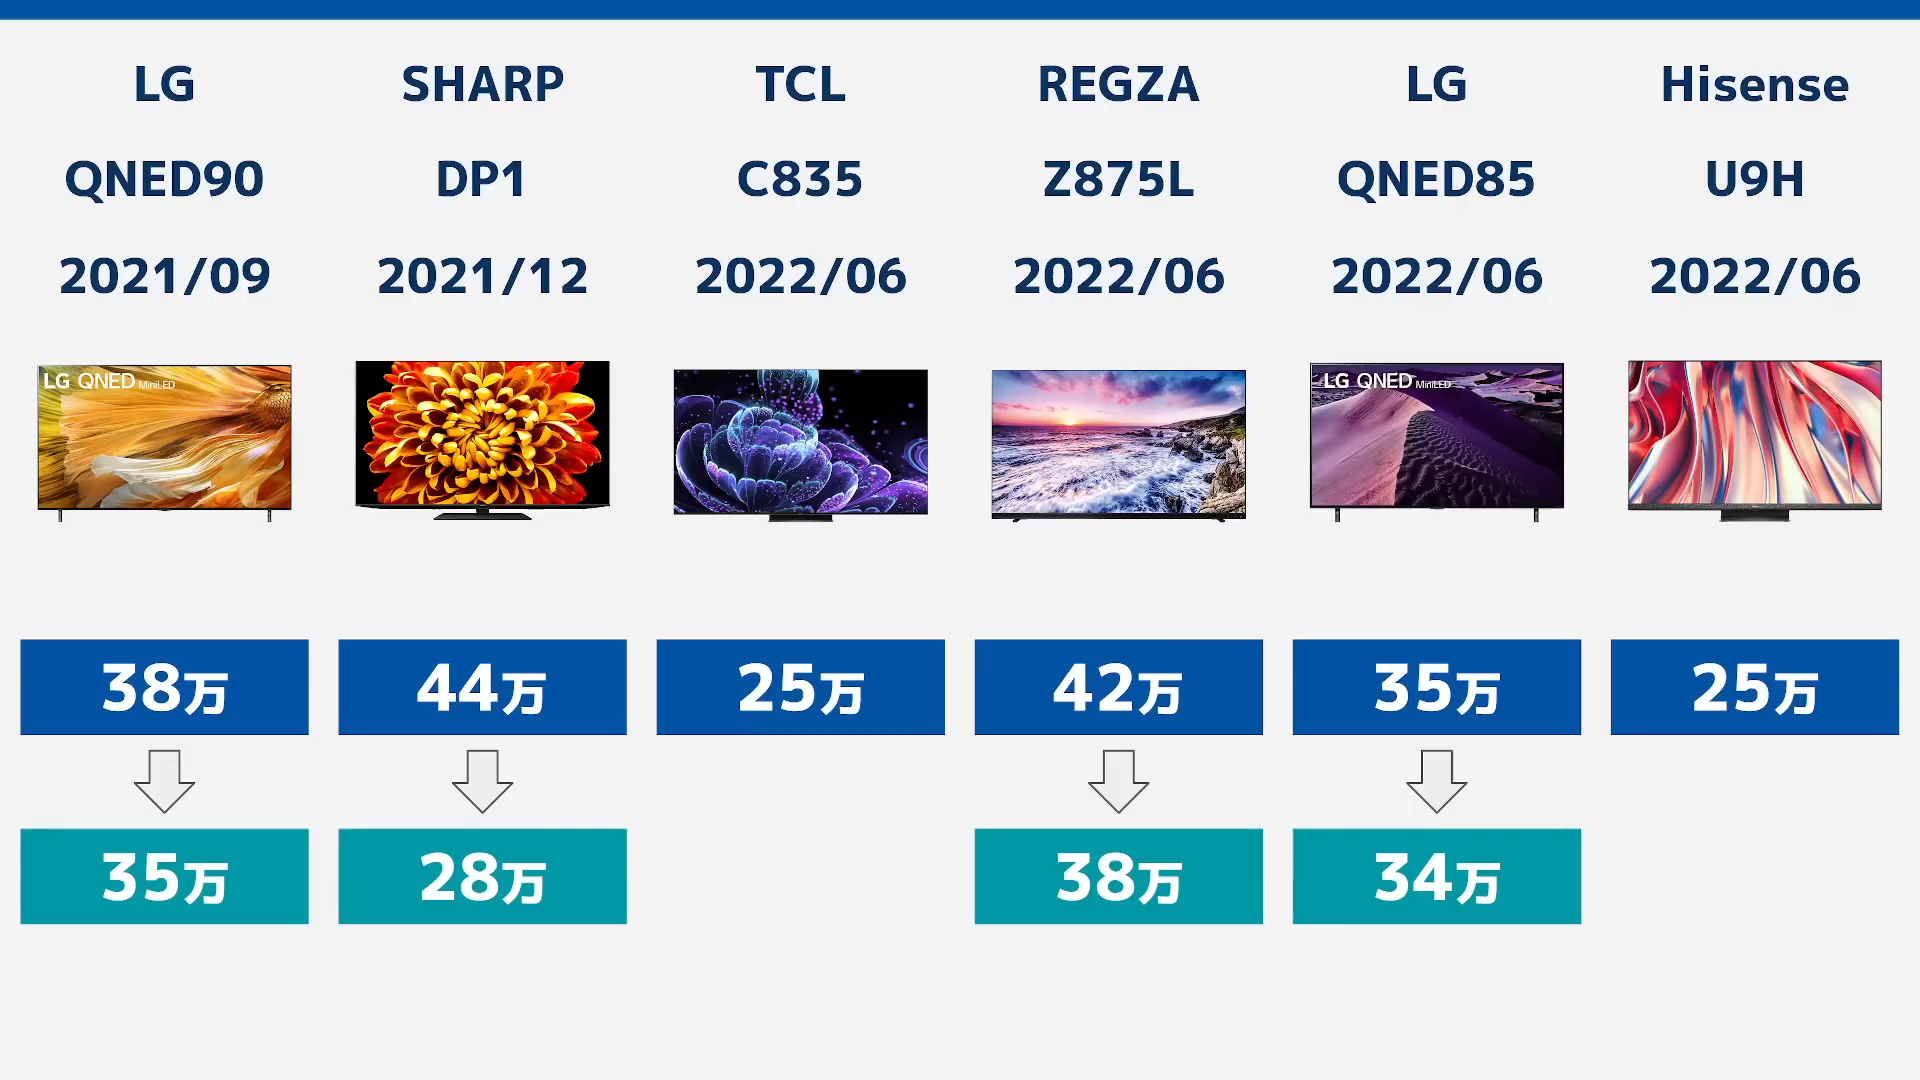 LG SHARP TCL REGZA LG Hisense
QNED90 DP1 C835 Z875L QNED85 U9H
2021/09 2021/12 2022/06 2022/06 2022/06 2022/06
LG QNED MiniLED LG QNED MiniLED
38万 44万 25万 42万 35万 25万
35万 28万 38万 34万